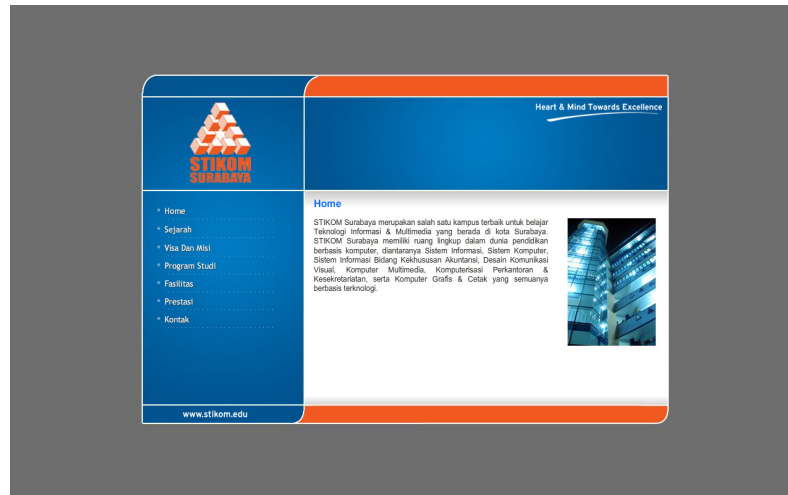 Heart & Mind Towards Excellence
STIKOM
SURABAYA
Home
Sejarah
Visa Dan Misi
Program Studi
Fasilitas
Prestasi
Kontak
www.stikom.edu
Home
STIKOM Surabaya merupakan salah satu kampus terbaik untuk belajar
Teknologi Informasi & Multimedia yang berada di kota Surabaya.
STIKOM Surabaya memiliki ruang lingkup dalam dunia pendidikan
berbasis komputer, diantaranya Sistem Informasi, Sistem Komputer,
Sistem Informasi Bidang Kekhususan Akuntansi, Desain Komunikasi
Visual, Komputer Multimedia, Komputerisasi Perkantoran &
Kesekretariatan, serta Komputer Grafis & Cetak yang semuanya
berbasis terknologi.